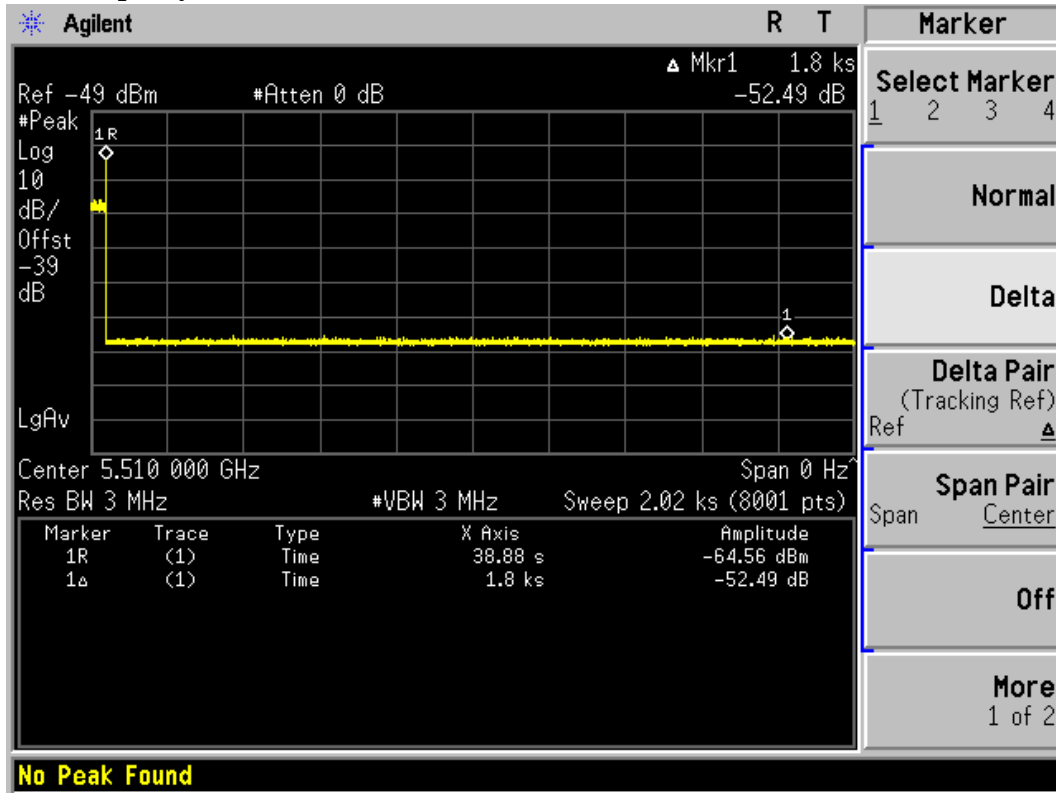 Agilent R T Marker
Δ Mkr1 1.8 ks
Ref −49 dBm #Atten 0 dB −52.49 dB
#Peak
Log
10
dB/
Offst
−39
dB
1R
1
LgAv
Center 5.510 000 GHz Span 0 Hz^
Res BW 3 MHz #VBW 3 MHz Sweep 2.02 ks (8001 pts)
Marker Trace Type X Axis Amplitude
1R (1) Time 38.88 s −64.56 dBm
1Δ (1) Time 1.8 ks −52.49 dB
Select Marker
1 2 3 4
Normal
Delta
Delta Pair
(Tracking Ref)
Ref Δ
Span Pair
Span Center
Off
More
1 of 2
No Peak Found